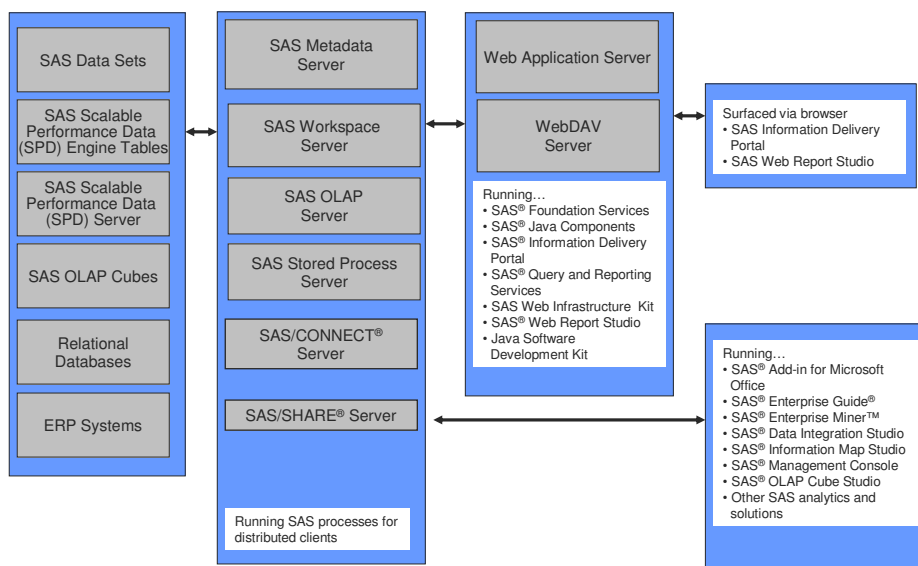 SAS Data Sets
SAS Scalable
Performance Data
(SPD) Engine Tables
SAS Scalable
Performance Data
(SPD) Server
SAS OLAP Cubes
Relational
Databases
ERP Systems
SAS Metadata
Server
SAS Workspace
Server
SAS OLAP
Server
SAS Stored Process
Server
SAS/CONNECT®
Server
SAS/SHARE® Server
Running SAS processes for
distributed clients
Web Application Server
WebDAV
Server
Running…
• SAS® Foundation Services
• SAS® Java Components
• SAS® Information Delivery
Portal
• SAS® Query and Reporting
Services
• SAS Web Infrastructure Kit
• SAS® Web Report Studio
• Java Software
Development Kit
Surfaced via browser
• SAS Information Delivery
Portal
• SAS Web Report Studio
Running…
• SAS® Add-in for Microsoft
Office
• SAS® Enterprise Guide®
• SAS® Enterprise Miner™
• SAS® Data Integration Studio
• SAS® Information Map Studio
• SAS® Management Console
• SAS® OLAP Cube Studio
• Other SAS analytics and
solutions